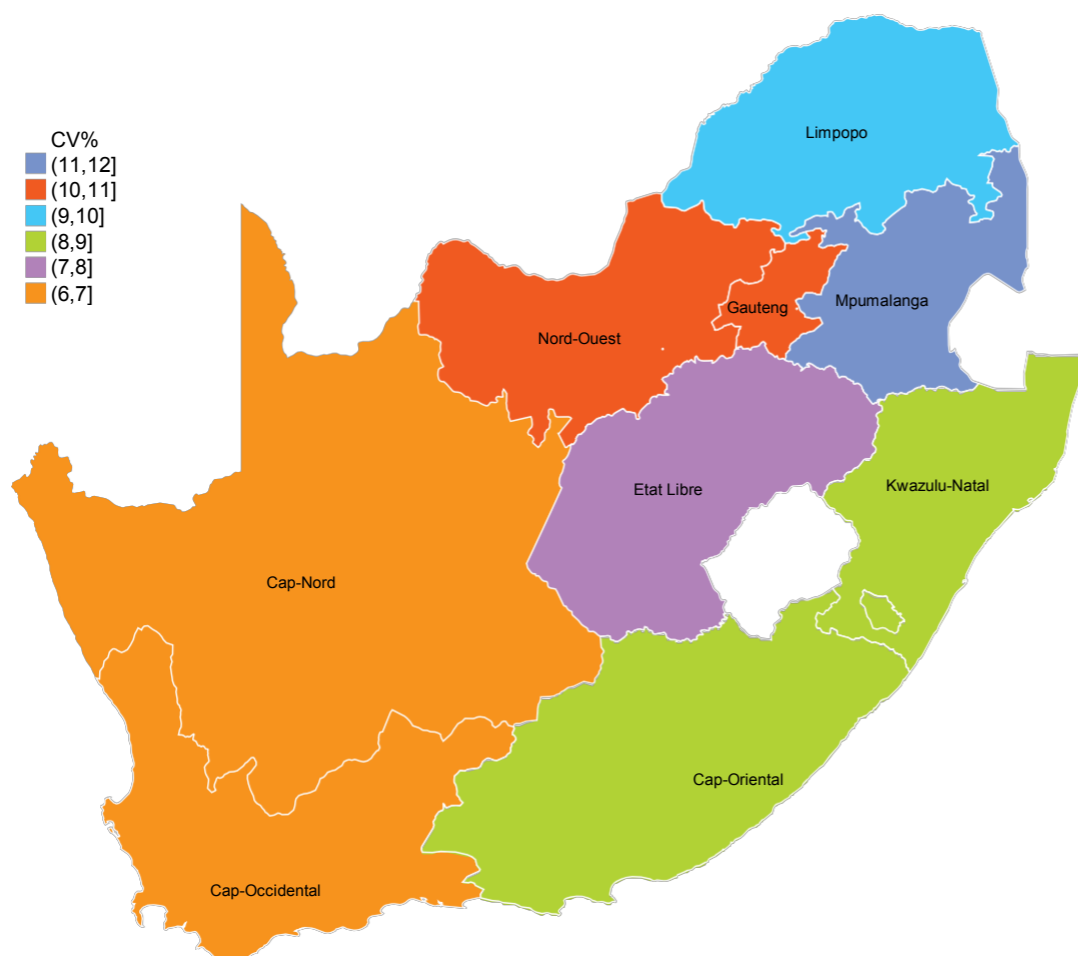 CV%
(11,12]
(10,11]
(9,10]
(8,9]
(7,8]
(6,7]
Limpopo
Mpumalanga
Gauteng
Nord-Ouest
Etat Libre
Kwazulu-Natal
Cap-Nord
Cap-Oriental
Cap-Occidental